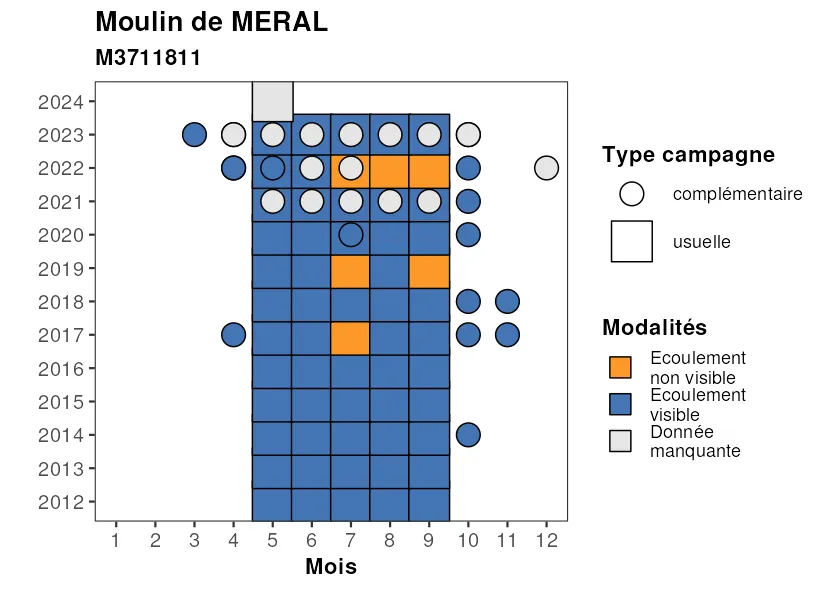 Moulin de MERAL
M3711811
2024
2023
2022
2021
2020
2019
2018
2017
2016
2015
2014
2013
2012
1 2 3 4 5 6 7 8 9 10 11 12
Mois
Type campagne
complémentaire
usuelle
Modalités
Ecoulement
non visible
Ecoulement
visible
Donnée
manquante